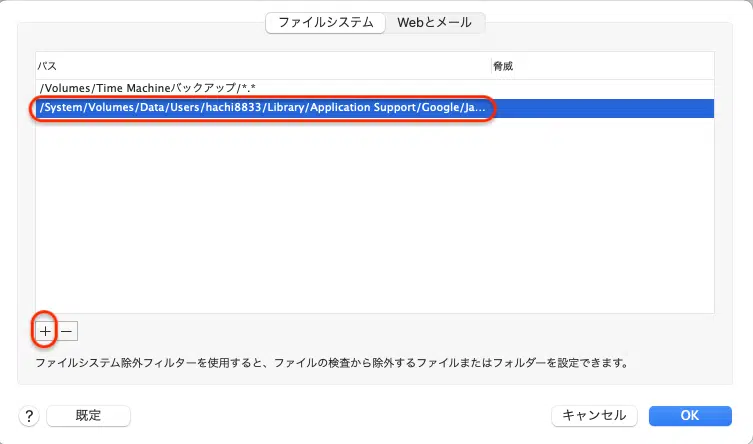 ファイルシステム Webとメール
パス 脅威
/Volumes/Time Machineバックアップ/*.*
/System/Volumes/Data/Users/hachi8833/Library/Application Support/Google/Ja...
+ −
ファイルシステム除外フィルターを使用すると、ファイルの検査から除外するファイルまたはフォルダーを設定できます。
? 既定 キャンセル OK